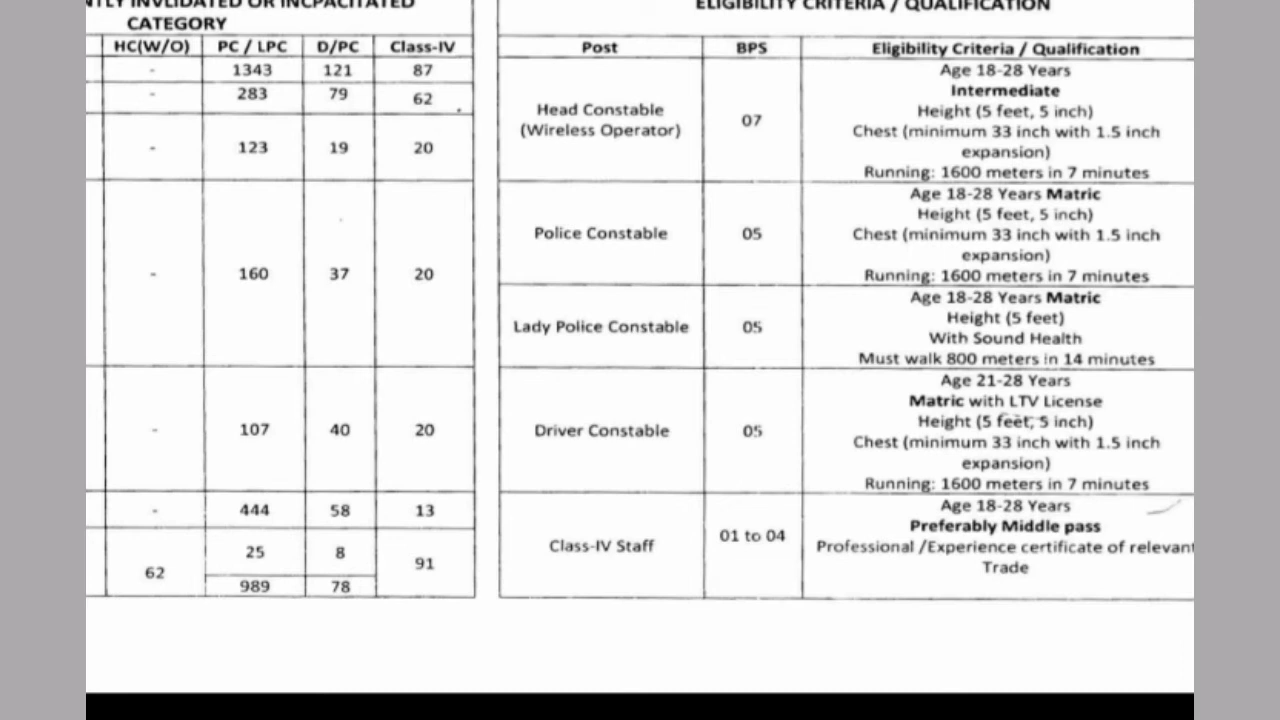 INVLIDATED OR INCPACITATED
CATEGORY
HC(W/O) PC / LPC D/PC Class-IV
- 1343 121 87
- 283 79 62
- 123 19 20
- 160 37 20
- 107 40 20
- 444 58 13
62 25 8 91
989 78
ELIGIBILITY CRITERIA / QUALIFICATION
Post BPS Eligibility Criteria / Qualification
Head Constable
(Wireless Operator)
07
Age 18-28 Years
Intermediate
Height (5 feet, 5 inch)
Chest (minimum 33 inch with 1.5 inch
expansion)
Running: 1600 meters in 7 minutes
Police Constable
05
Age 18-28 Years Matric
Height (5 feet, 5 inch)
Chest (minimum 33 inch with 1.5 inch
expansion)
Running: 1600 meters in 7 minutes
Lady Police Constable
05
Age 18-28 Years Matric
Height (5 feet)
With Sound Health
Must walk 800 meters in 14 minutes
Driver Constable
05
Age 21-28 Years
Matric with LTV License
Height (5 feet, 5 inch)
Chest (minimum 33 inch with 1.5 inch
expansion)
Running: 1600 meters in 7 minutes
Class-IV Staff
01 to 04
Age 18-28 Years
Preferably Middle pass
Professional /Experience certificate of relevant
Trade